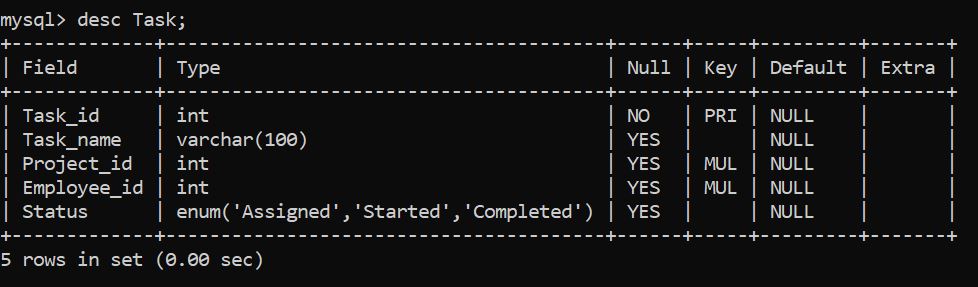 mysql> desc Task;
+-------------+----------------------------------------+------+-----+---------+-------+
| Field       | Type                                   | Null | Key | Default | Extra |
+-------------+----------------------------------------+------+-----+---------+-------+
| Task_id     | int                                    | NO   | PRI | NULL    |       |
| Task_name   | varchar(100)                           | YES  |     | NULL    |       |
| Project_id  | int                                    | YES  | MUL | NULL    |       |
| Employee_id | int                                    | YES  | MUL | NULL    |       |
| Status      | enum('Assigned','Started','Completed') | YES  |     | NULL    |       |
+-------------+----------------------------------------+------+-----+---------+-------+
5 rows in set (0.00 sec)